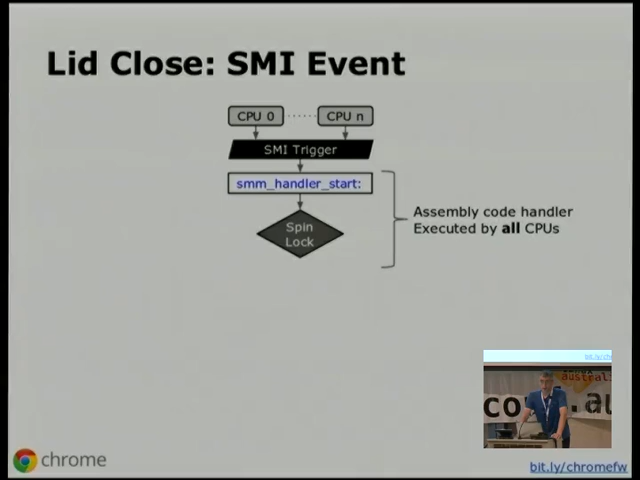 Lid Close: SMI Event
CPU 0
CPU n
SMI Trigger
smm_handler_start:
Spin
Lock
Assembly code handler
Executed by all CPUs
chrome
bit.ly/chromefw